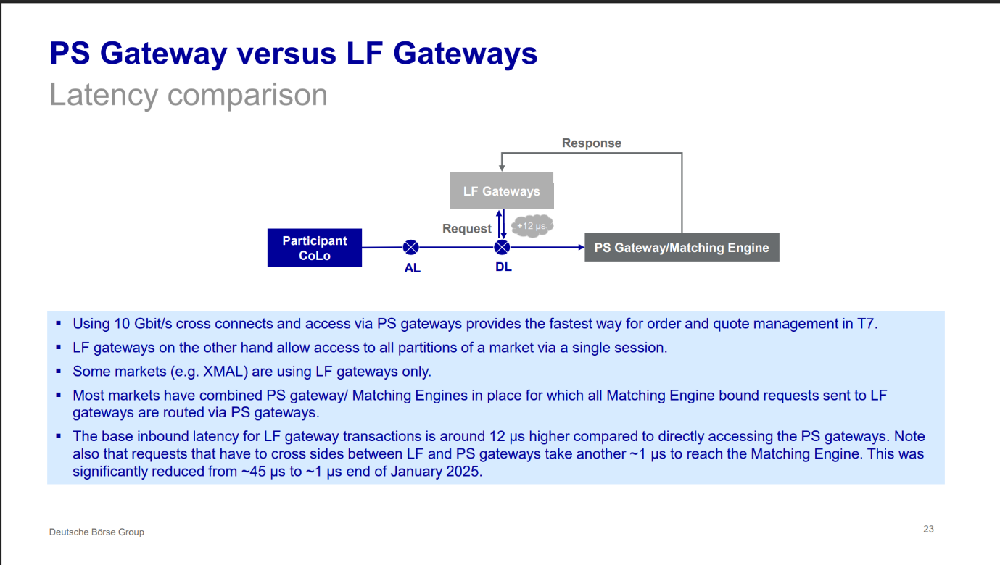 PS Gateway versus LF Gateways
Latency comparison
Response
LF Gateways
Request
+12 µs
Participant
CoLo
PS Gateway/Matching Engine
AL
DL
▪ Using 10 Gbit/s cross connects and access via PS gateways provides the fastest way for order and quote management in T7.
▪ LF gateways on the other hand allow access to all partitions of a market via a single session.
▪ Some markets (e.g. XMAL) are using LF gateways only.
▪ Most markets have combined PS gateway/ Matching Engines in place for which all Matching Engine bound requests sent to LF
gateways are routed via PS gateways.
▪ The base inbound latency for LF gateway transactions is around 12 µs higher compared to directly accessing the PS gateways. Note
also that requests that have to cross sides between LF and PS gateways take another ~1 µs to reach the Matching Engine. This was
significantly reduced from ~45 µs to ~1 µs end of January 2025.
Deutsche Börse Group
23